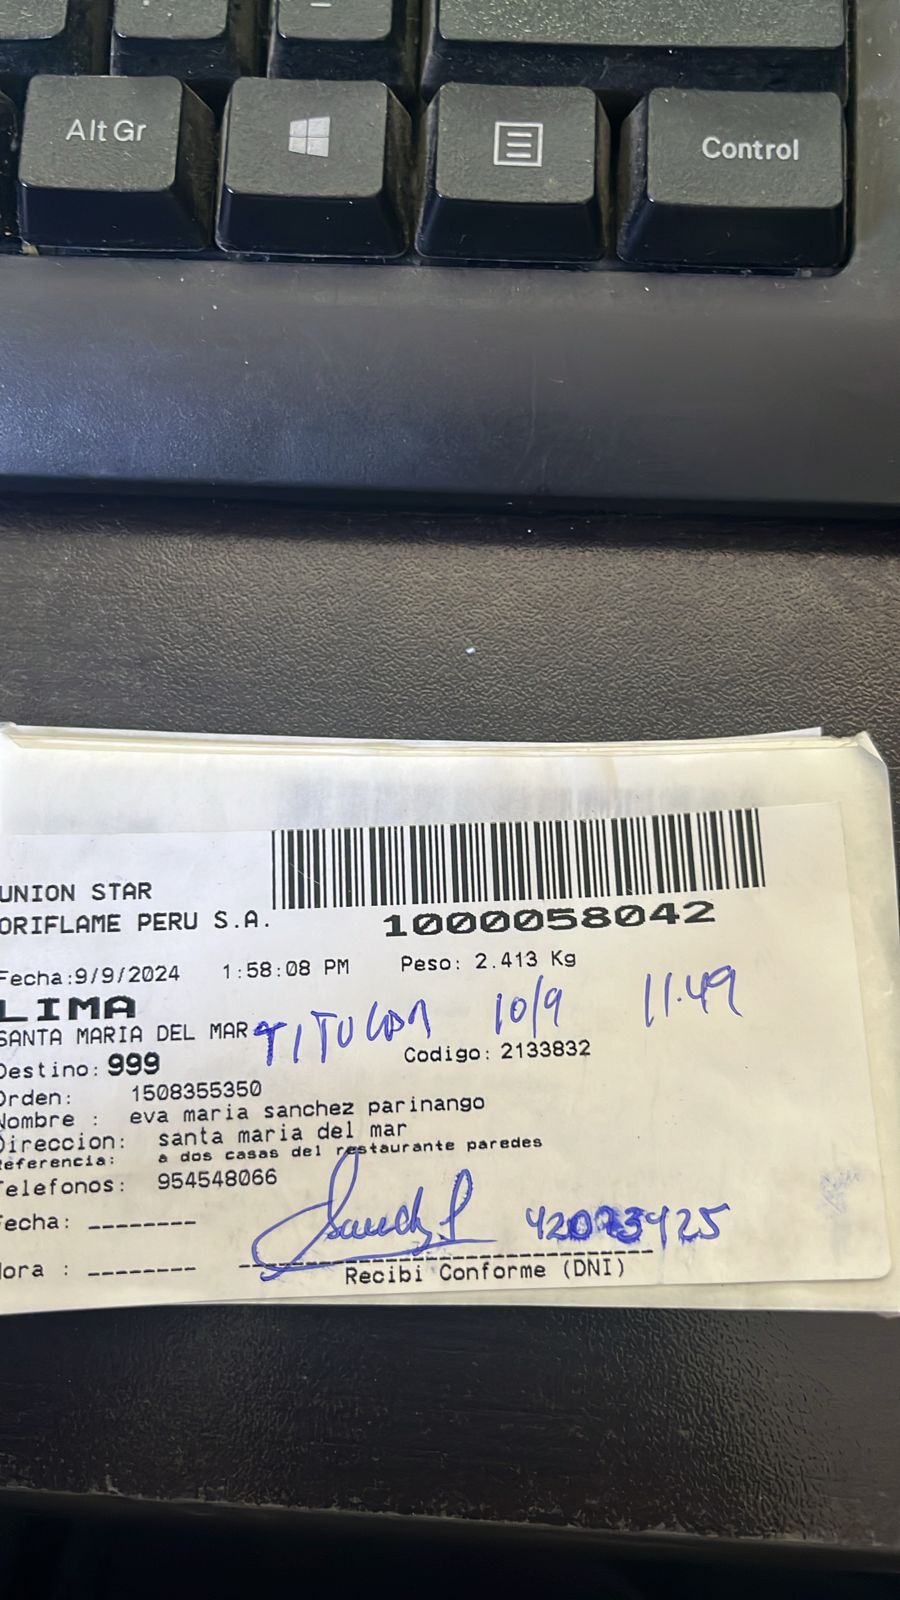 Alt Gr
Control
UNION STAR
ORIFLAME PERU S.A.
1000058042
Fecha:9/9/2024 1:58:08 PM Peso: 2.413 Kg
LIMA
SANTA MARIA DEL MAR TITULAR 10/9 11.49
Destino: 999 Codigo: 2133832
Orden: 1508355350
Nombre : eva maria sanchez parinango
Direccion: santa maria del mar
Referencia: a dos casas del restaurante paredes
Telefonos: 954548066
Fecha: --------
Hora : --------
Recibi Conforme (DNI)